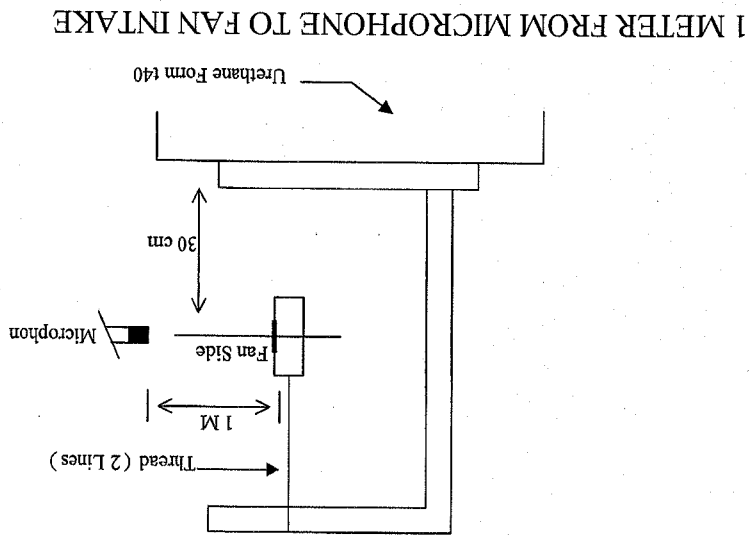 Thread ( 2 Lines )
1 M
Fan Side
Microphon
30 cm
Urethane Form t40
1 METER FROM MICROPHONE TO FAN INTAKE